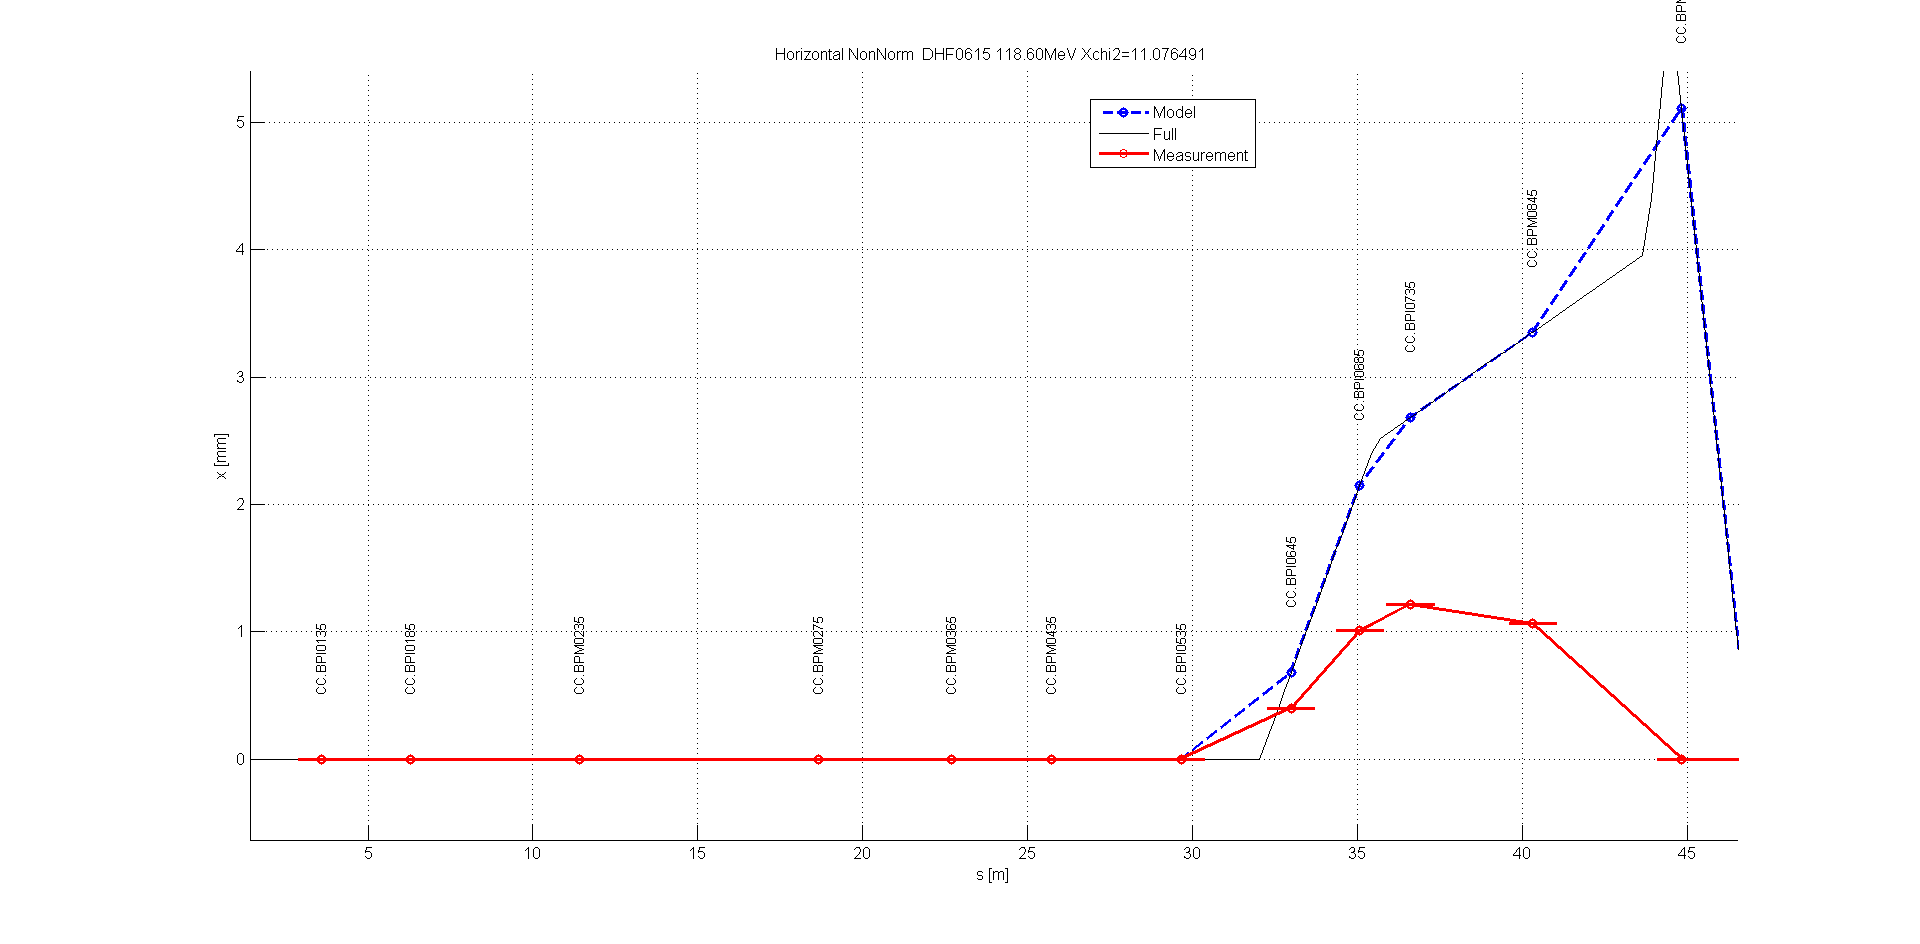 Horizontal NonNorm DHF0615 118.60MeV Xchi2=11.076491
Model
Full
Measurement
x [mm]
5
4
3
2
1
0
CC.BPI0135
CC.BPI0185
CC.BPM0235
CC.BPM0275
CC.BPM0365
CC.BPM0435
CC.BPI0535
CC.BPI0645
CC.BPI0685
CC.BPI0735
CC.BPM0845
CC.BPM
5
10
15
20
25
30
35
40
45
s [m]